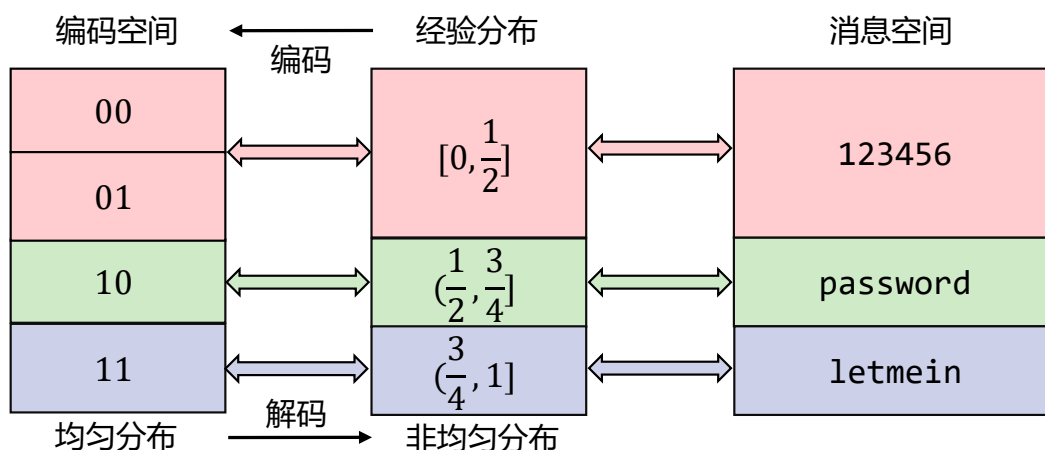 编码空间 经验分布 消息空间
编码
00
01
10
11
[0, 1/2]
(1/2, 3/4]
(3/4, 1]
123456
password
letmein
解码
均匀分布 非均匀分布